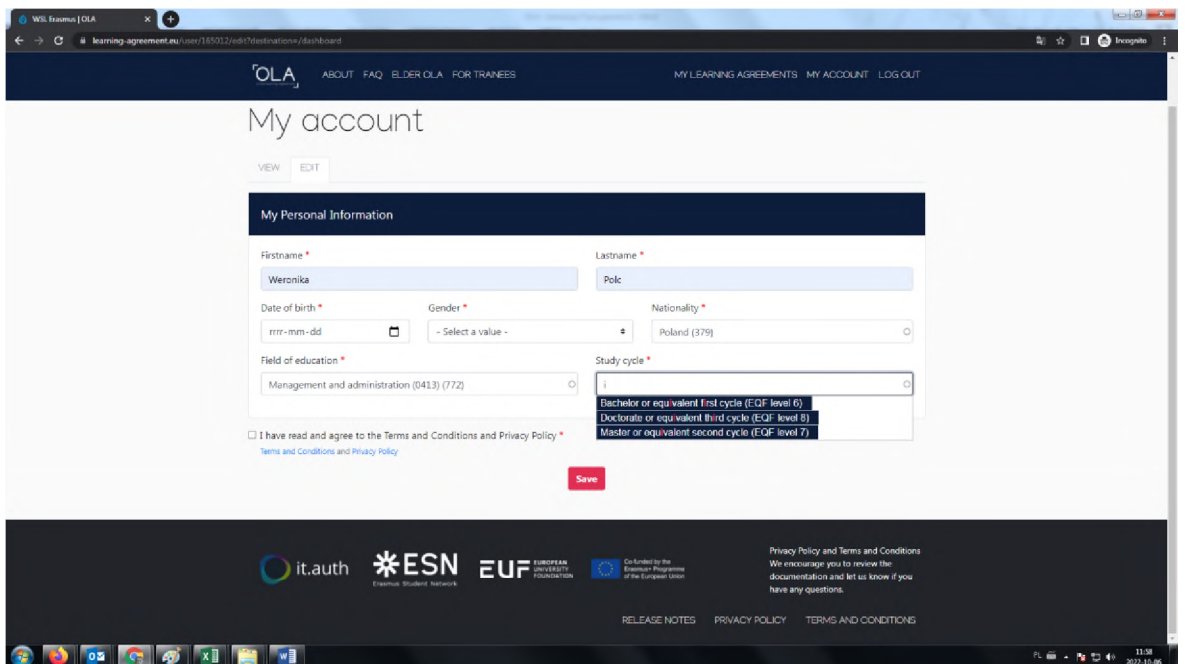 WSL Erasmus | OLA
learning-agreement.eu/user/165012/edit?destination=/dashboard
Incognito
OLA ABOUT FAQ ELDER OLA FOR TRAINEES MY LEARNING AGREEMENTS MY ACCOUNT LOG OUT
My account
VIEW EDIT
My Personal Information
Firstname * Lastname *
Weronika Polc
Date of birth * Gender * Nationality *
rrrr-mm-dd - Select a value - Poland (379)
Field of education * Study cycle *
Management and administration (0413) (772) i
Bachelor or equivalent first cycle (EQF level 6)
Doctorate or equivalent third cycle (EQF level 8)
Master or equivalent second cycle (EQF level 7)
I have read and agree to the Terms and Conditions and Privacy Policy *
Terms and Conditions and Privacy Policy
Save
it.auth
ESN
Erasmus Student Network
EUF EUROPEAN UNIVERSITY FOUNDATION
Co-funded by the
Erasmus+ Programme
of the European Union
Privacy Policy and Terms and Conditions
We encourage you to review the
documentation and let us know if you
have any questions.
RELEASE NOTES PRIVACY POLICY TERMS AND CONDITIONS
PL 11:58
2022-10-06